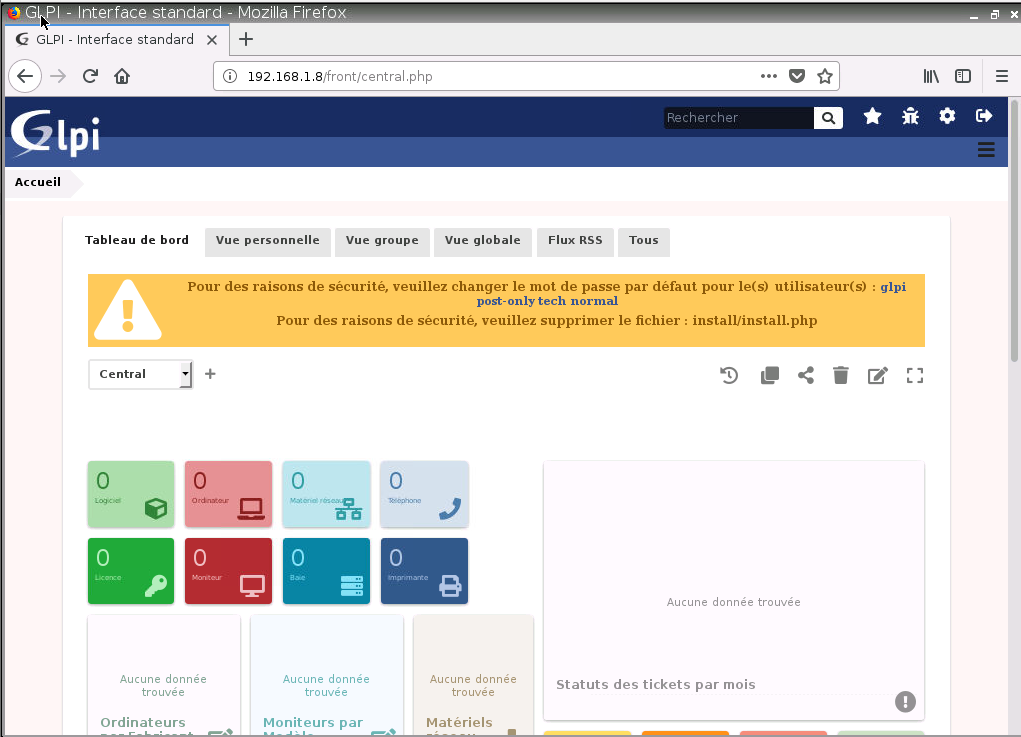 GLPI - Interface standard - Mozilla Firefox
GLPI - Interface standard
192.168.1.8/front/central.php
Glpi
Rechercher
Accueil
Tableau de bord Vue personnelle Vue groupe Vue globale Flux RSS Tous
Pour des raisons de sécurité, veuillez changer le mot de passe par défaut pour le(s) utilisateur(s) : glpi
post-only tech normal
Pour des raisons de sécurité, veuillez supprimer le fichier : install/install.php
Central
0 Logiciel
0 Ordinateur
0 Matériel réseau
0 Téléphone
0 Licence
0 Moniteur
0 Baie
0 Imprimante
Aucune donnée trouvée
Statuts des tickets par mois
Aucune donnée
trouvée
Ordinateurs
par Fabricant
Aucune donnée
trouvée
Moniteurs par
Modèle
Aucune donnée
trouvée
Matériels
réseau